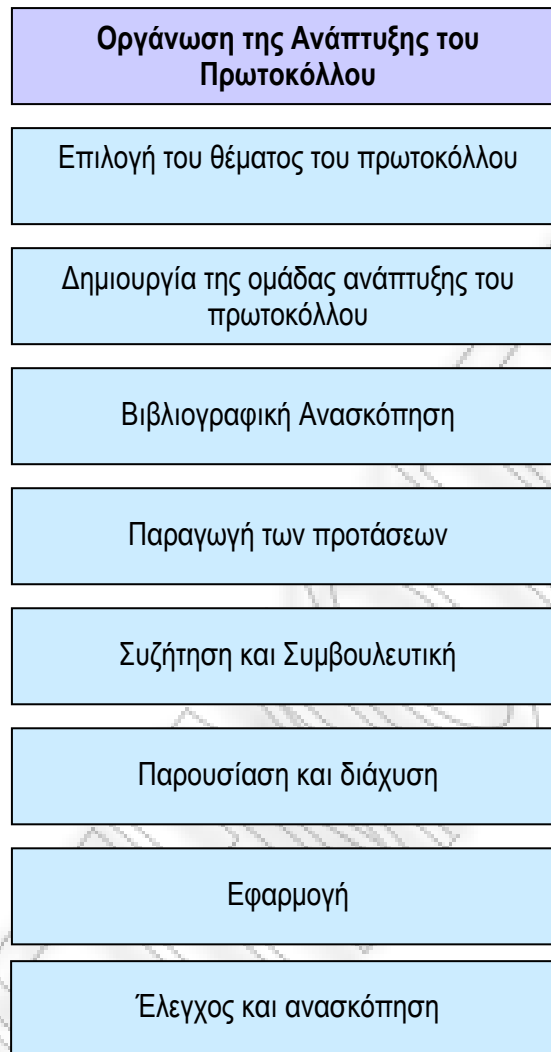 Οργάνωση της Ανάπτυξης του
Πρωτοκόλλου
Επιλογή του θέματος του πρωτοκόλλου
Δημιουργία της ομάδας ανάπτυξης του
πρωτοκόλλου
Βιβλιογραφική Ανασκόπηση
Παραγωγή των προτάσεων
Συζήτηση και Συμβουλευτική
Παρουσίαση και διάχυση
Εφαρμογή
Έλεγχος και ανασκόπηση